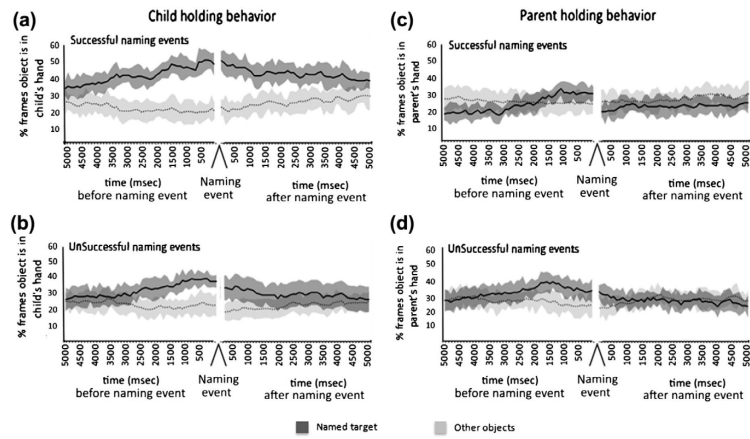 Child holding behavior
Parent holding behavior
(a)
Successful naming events
% frames object is in
child's hand
60
50
40
30
20
10
5000 4500 4000 3500 3000 2500 2000 1500 1000 500
500 1000 1500 2000 2500 3000 3500 4000 4500 5000
time (msec)
before naming event
Naming
event
time (msec)
after naming event
(c)
Successful naming events
% frames object is in
parent's hand
60
50
40
30
20
10
5000 4500 4000 3500 3000 2500 2000 1500 1000 500
500 1000 1500 2000 2500 3000 3500 4000 4500 5000
time (msec)
before naming event
Naming
event
time (msec)
after naming event
(b)
UnSuccessful naming events
% frames object is in
child's hand
60
50
40
30
20
10
5000 4500 4000 3500 3000 2500 2000 1500 1000 500
500 1000 1500 2000 2500 3000 3500 4000 4500 5000
time (msec)
before naming event
Naming
event
time (msec)
after naming event
(d)
UnSuccessful naming events
% frames object is in
parent's hand
60
50
40
30
20
10
5000 4500 4000 3500 3000 2500 2000 1500 1000 500
500 1000 1500 2000 2500 3000 3500 4000 4500 5000
time (msec)
before naming event
Naming
event
time (msec)
after naming event
Named target
Other objects